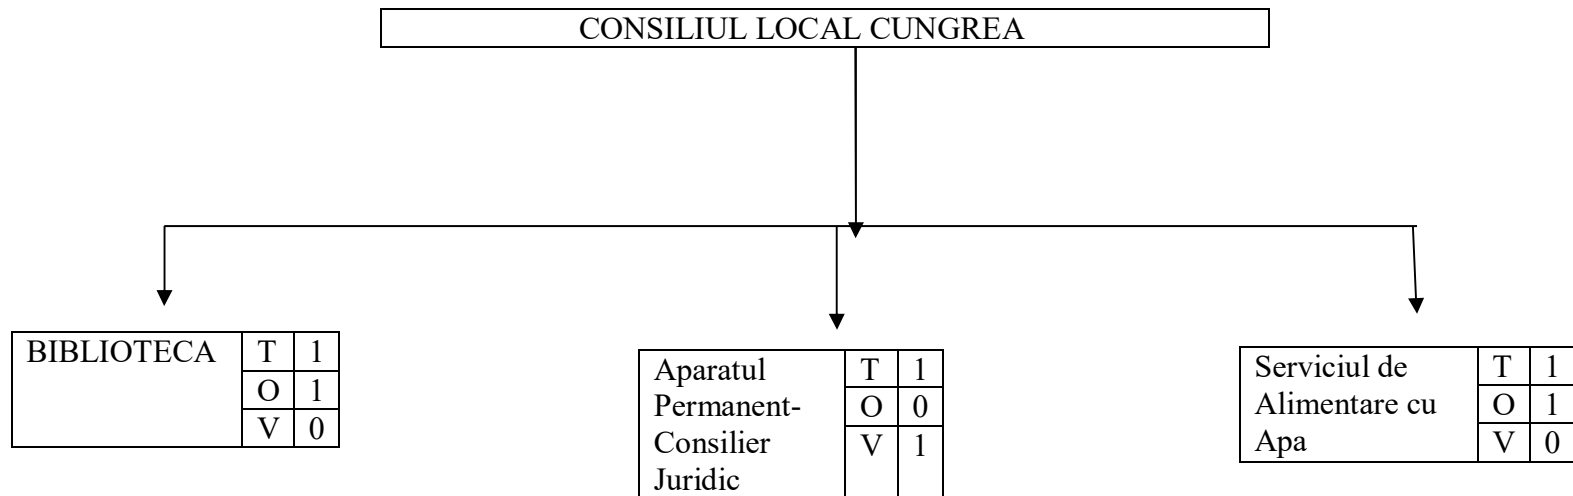 CONSILIUL LOCAL CUNGREA
BIBLIOTECA T 1
O 1
V 0
Aparatul T 1
Permanent- O 0
Consilier V 1
Juridic
Serviciul de T 1
Alimentare cu O 1
Apa V 0